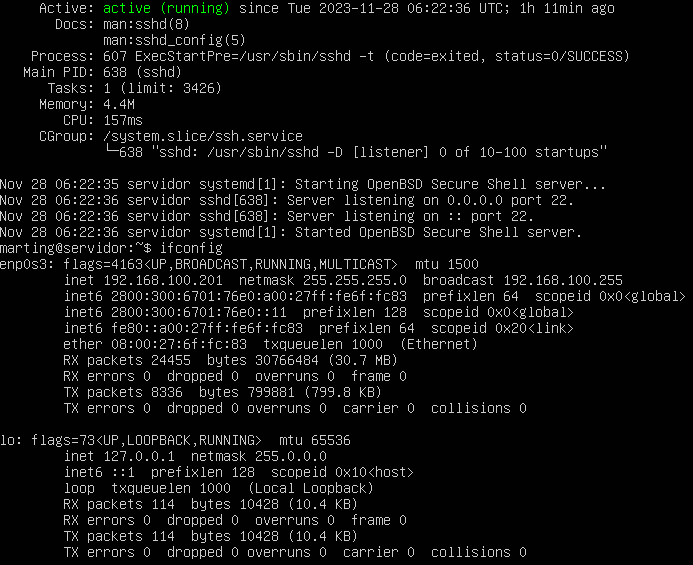 Active: active (running) since Tue 2023-11-28 06:22:36 UTC; 1h 11min ago
Docs: man:sshd(8)
man:sshd_config(5)
Process: 607 ExecStartPre=/usr/sbin/sshd -t (code=exited, status=0/SUCCESS)
Main PID: 638 (sshd)
Tasks: 1 (limit: 3426)
Memory: 4.4M
CPU: 157ms
CGroup: /system.slice/ssh.service
└─638 "sshd: /usr/sbin/sshd -D [listener] 0 of 10-100 startups"
Nov 28 06:22:35 servidor systemd[1]: Starting OpenBSD Secure Shell server...
Nov 28 06:22:36 servidor sshd[638]: Server listening on 0.0.0.0 port 22.
Nov 28 06:22:36 servidor sshd[638]: Server listening on :: port 22.
Nov 28 06:22:36 servidor systemd[1]: Started OpenBSD Secure Shell server.
marting@servidor:~$ ifconfig
enp0s3: flags=4163<UP,BROADCAST,RUNNING,MULTICAST>  mtu 1500
inet 192.168.100.201  netmask 255.255.255.0  broadcast 192.168.100.255
inet6 2800:300:6701:76e0:a00:27ff:fe6f:fc83  prefixlen 64  scopeid 0x0<global>
inet6 2800:300:6701:76e0::11  prefixlen 128  scopeid 0x0<global>
inet6 fe80::a00:27ff:fe6f:fc83  prefixlen 64  scopeid 0x20<link>
ether 08:00:27:6f:fc:83  txqueuelen 1000  (Ethernet)
RX packets 24455  bytes 30766484 (30.7 MB)
RX errors 0  dropped 0  overruns 0  frame 0
TX packets 8336  bytes 799881 (799.8 KB)
TX errors 0  dropped 0 overruns 0  carrier 0  collisions 0
lo: flags=73<UP,LOOPBACK,RUNNING>  mtu 65536
inet 127.0.0.1  netmask 255.0.0.0
inet6 ::1  prefixlen 128  scopeid 0x10<host>
loop  txqueuelen 1000  (Local Loopback)
RX packets 114  bytes 10428 (10.4 KB)
RX errors 0  dropped 0  overruns 0  frame 0
TX packets 114  bytes 10428 (10.4 KB)
TX errors 0  dropped 0 overruns 0  carrier 0  collisions 0